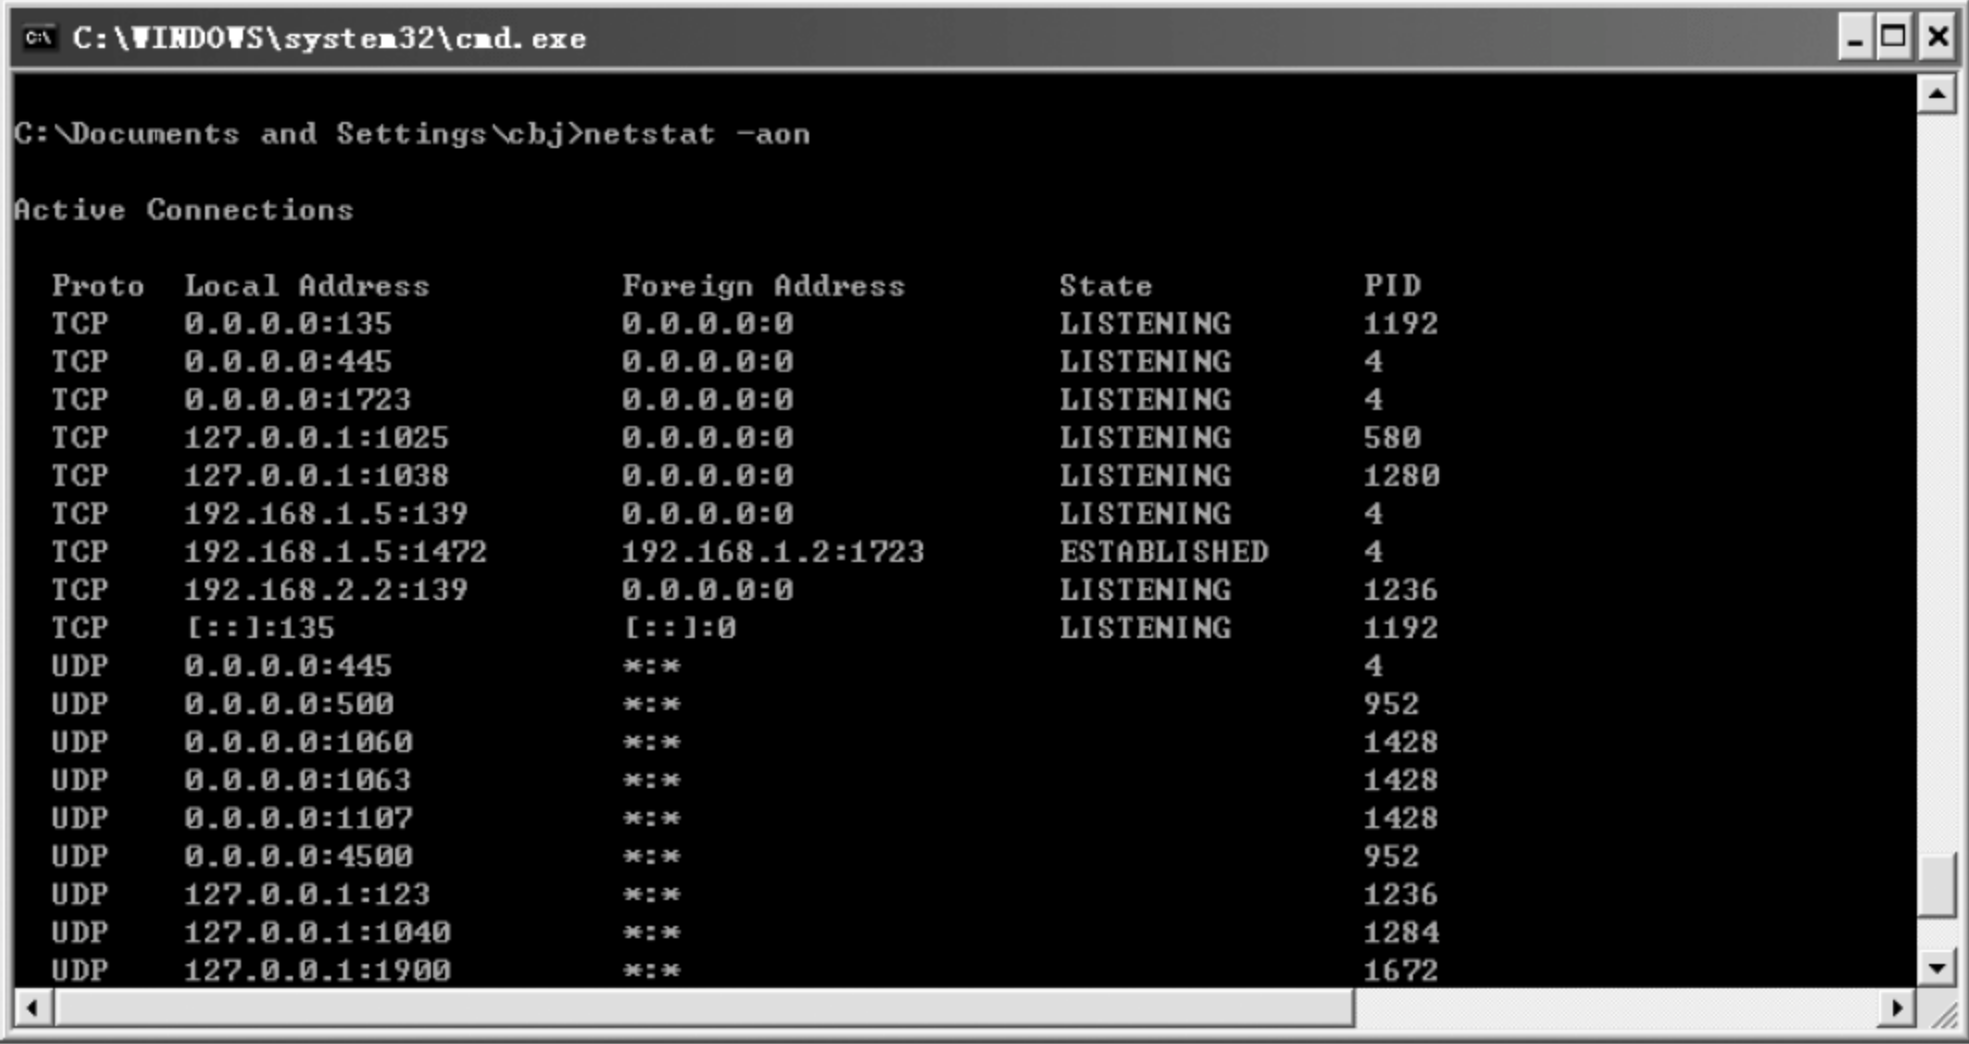 C:\WINDOWS\system32\cmd.exe
C:\Documents and Settings\cbj>netstat -aon
Active Connections
Proto Local Address Foreign Address State PID
TCP 0.0.0.0:135 0.0.0.0:0 LISTENING 1192
TCP 0.0.0.0:445 0.0.0.0:0 LISTENING 4
TCP 0.0.0.0:1723 0.0.0.0:0 LISTENING 4
TCP 127.0.0.1:1025 0.0.0.0:0 LISTENING 580
TCP 127.0.0.1:1038 0.0.0.0:0 LISTENING 1280
TCP 192.168.1.5:139 0.0.0.0:0 LISTENING 4
TCP 192.168.1.5:1472 192.168.1.2:1723 ESTABLISHED 4
TCP 192.168.2.2:139 0.0.0.0:0 LISTENING 1236
TCP [::]:135 [::]:0 LISTENING 1192
UDP 0.0.0.0:445 *:* 4
UDP 0.0.0.0:500 *:* 952
UDP 0.0.0.0:1060 *:* 1428
UDP 0.0.0.0:1063 *:* 1428
UDP 0.0.0.0:1107 *:* 1428
UDP 0.0.0.0:4500 *:* 952
UDP 127.0.0.1:123 *:* 1236
UDP 127.0.0.1:1040 *:* 1284
UDP 127.0.0.1:1900 *:* 1672